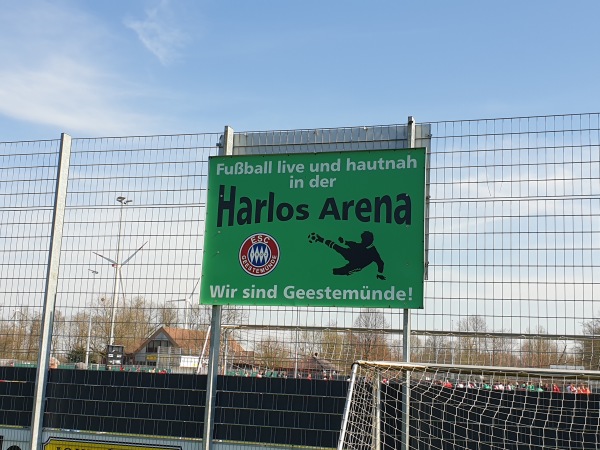 Fußball live und hautnah
in der
Harlos Arena
ESC
GEESTEMÜNDE
Wir sind Geestemünde!